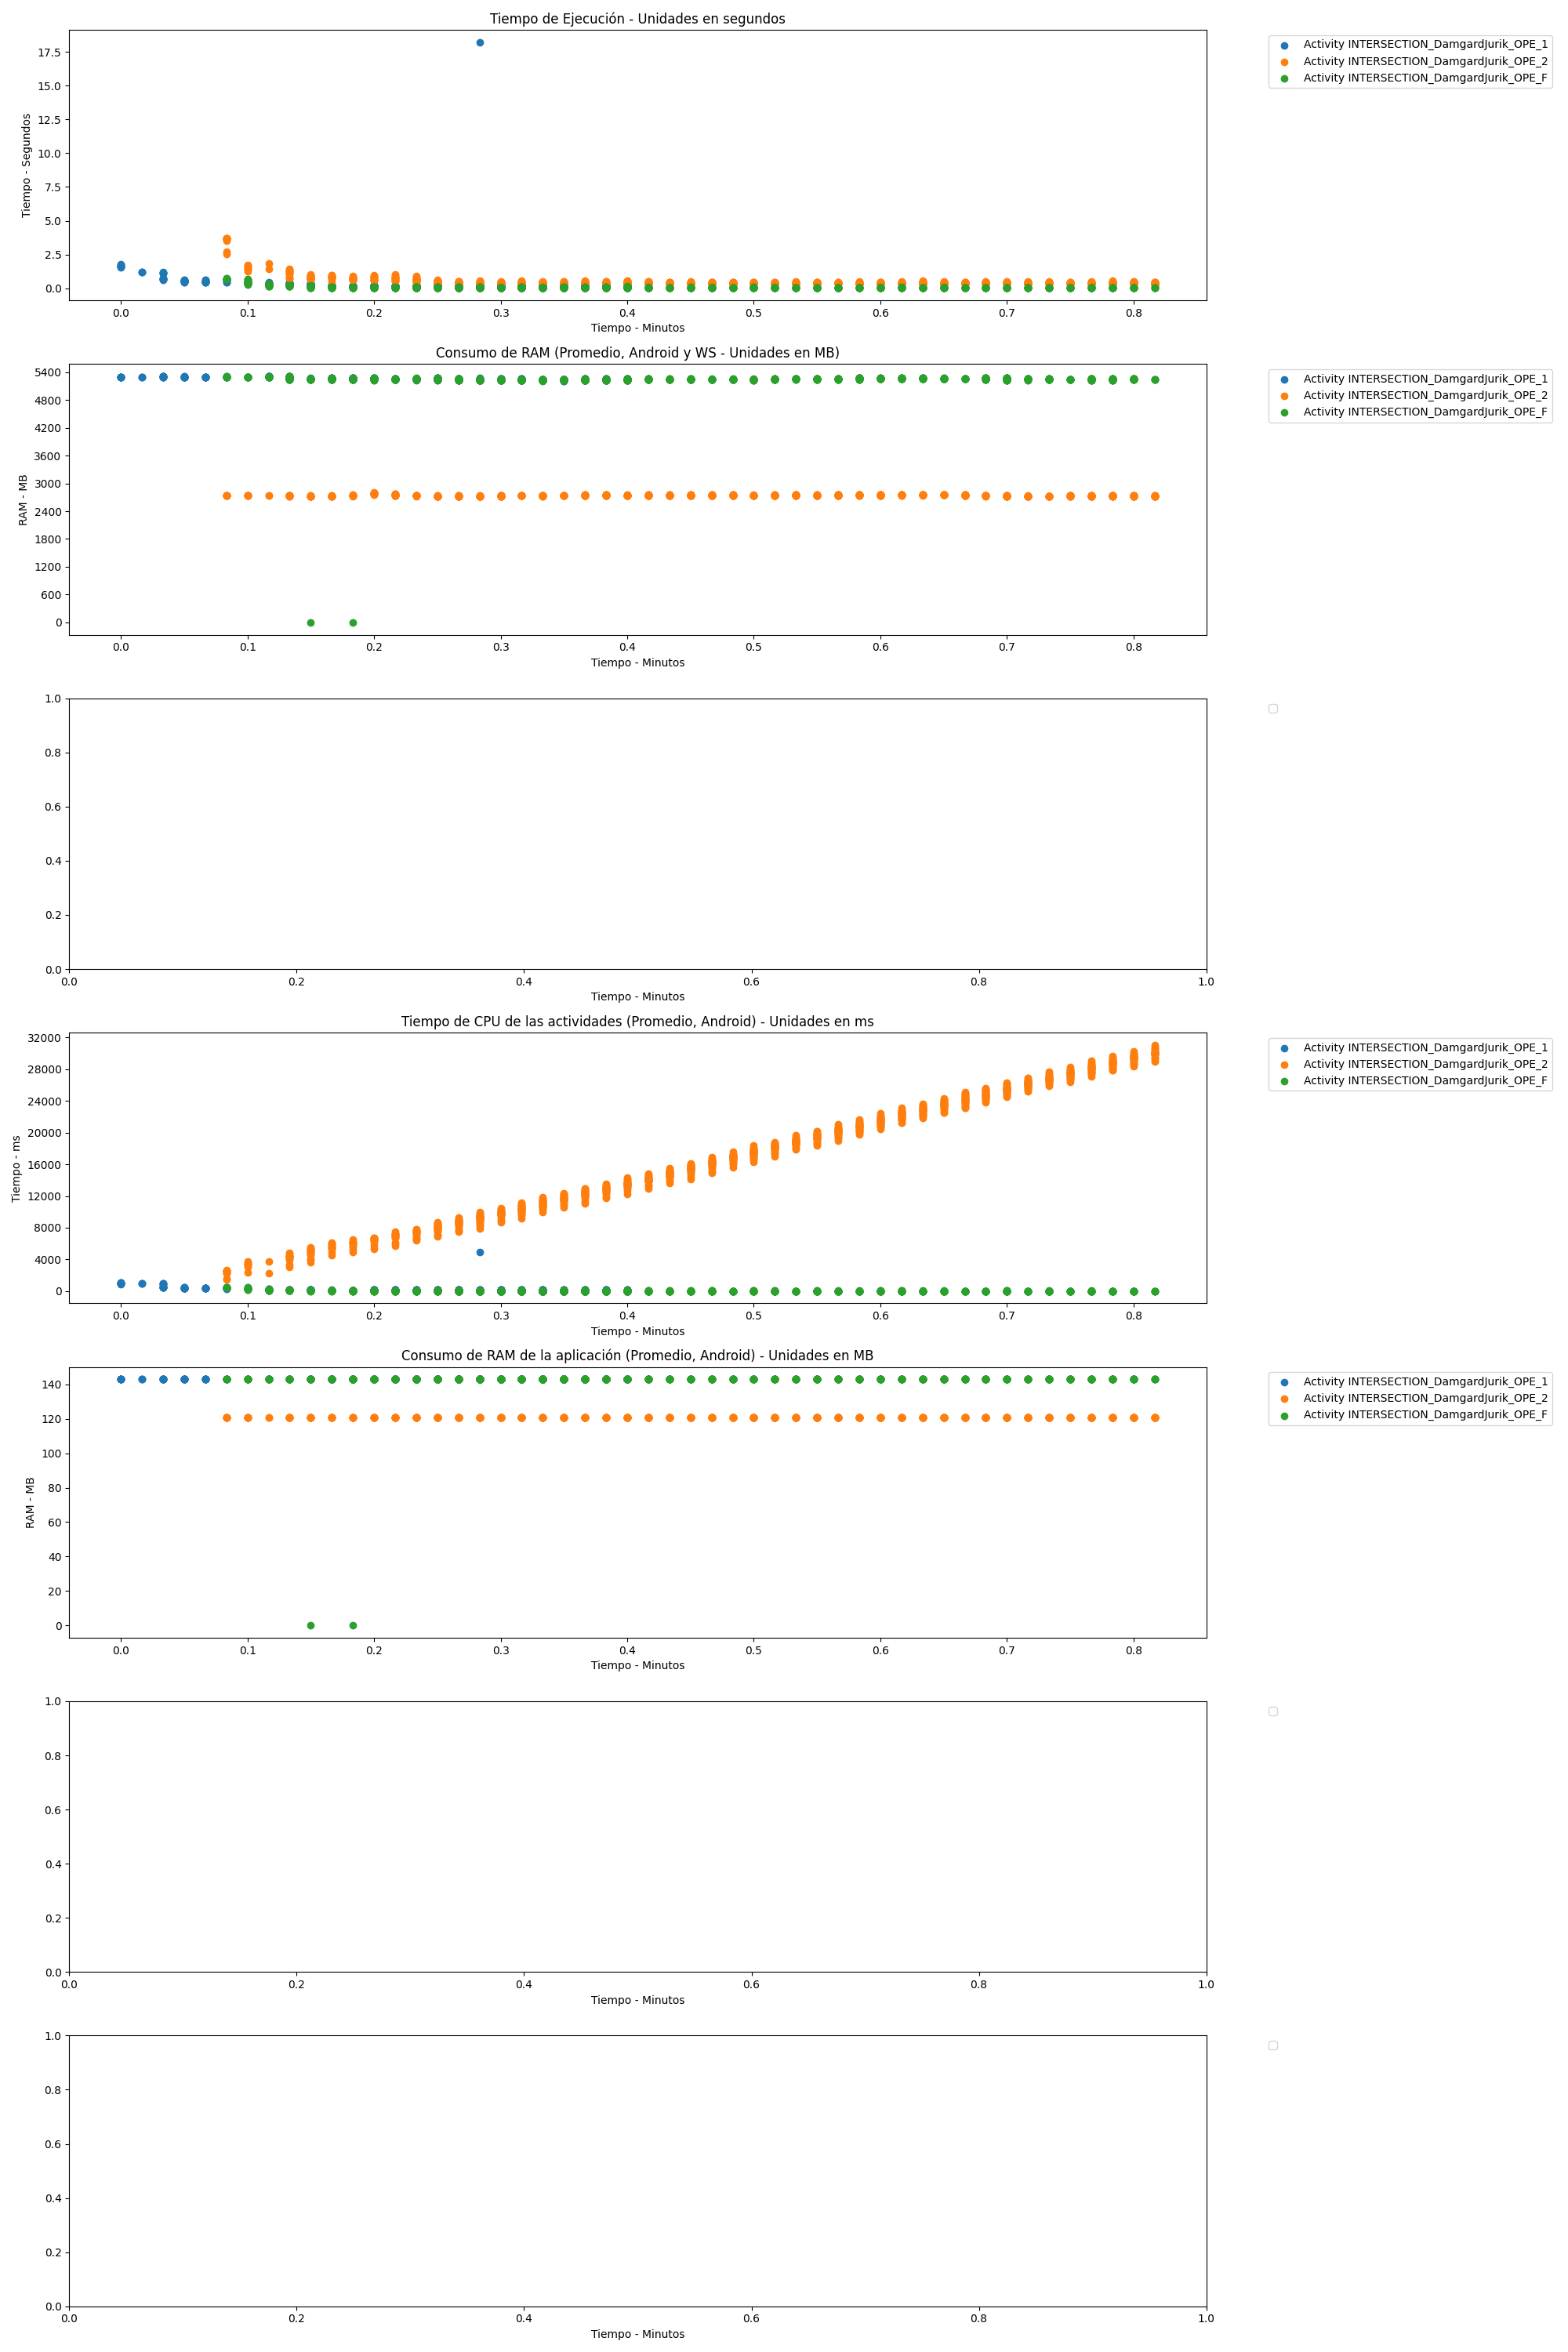 Tiempo de Ejecución - Unidades en segundos
17.5
15.0
12.5
10.0
7.5
5.0
2.5
0.0
Tiempo - Segundos
0.0 0.1 0.2 0.3 0.4 0.5 0.6 0.7 0.8
Tiempo - Minutos
Activity INTERSECTION_DamgardJurik_OPE_1
Activity INTERSECTION_DamgardJurik_OPE_2
Activity INTERSECTION_DamgardJurik_OPE_F
Consumo de RAM (Promedio, Android y WS - Unidades en MB)
5400
4800
4200
3600
3000
2400
1800
1200
600
0
RAM - MB
0.0 0.1 0.2 0.3 0.4 0.5 0.6 0.7 0.8
Tiempo - Minutos
Activity INTERSECTION_DamgardJurik_OPE_1
Activity INTERSECTION_DamgardJurik_OPE_2
Activity INTERSECTION_DamgardJurik_OPE_F
1.0
0.8
0.6
0.4
0.2
0.0
0.0 0.2 0.4 0.6 0.8 1.0
Tiempo - Minutos
Tiempo de CPU de las actividades (Promedio, Android) - Unidades en ms
32000
28000
24000
20000
16000
12000
8000
4000
0
Tiempo - ms
0.0 0.1 0.2 0.3 0.4 0.5 0.6 0.7 0.8
Tiempo - Minutos
Activity INTERSECTION_DamgardJurik_OPE_1
Activity INTERSECTION_DamgardJurik_OPE_2
Activity INTERSECTION_DamgardJurik_OPE_F
Consumo de RAM de la aplicación (Promedio, Android) - Unidades en MB
140
120
100
80
60
40
20
0
RAM - MB
0.0 0.1 0.2 0.3 0.4 0.5 0.6 0.7 0.8
Tiempo - Minutos
Activity INTERSECTION_DamgardJurik_OPE_1
Activity INTERSECTION_DamgardJurik_OPE_2
Activity INTERSECTION_DamgardJurik_OPE_F
1.0
0.8
0.6
0.4
0.2
0.0
0.0 0.2 0.4 0.6 0.8 1.0
Tiempo - Minutos
1.0
0.8
0.6
0.4
0.2
0.0
0.0 0.2 0.4 0.6 0.8 1.0
Tiempo - Minutos